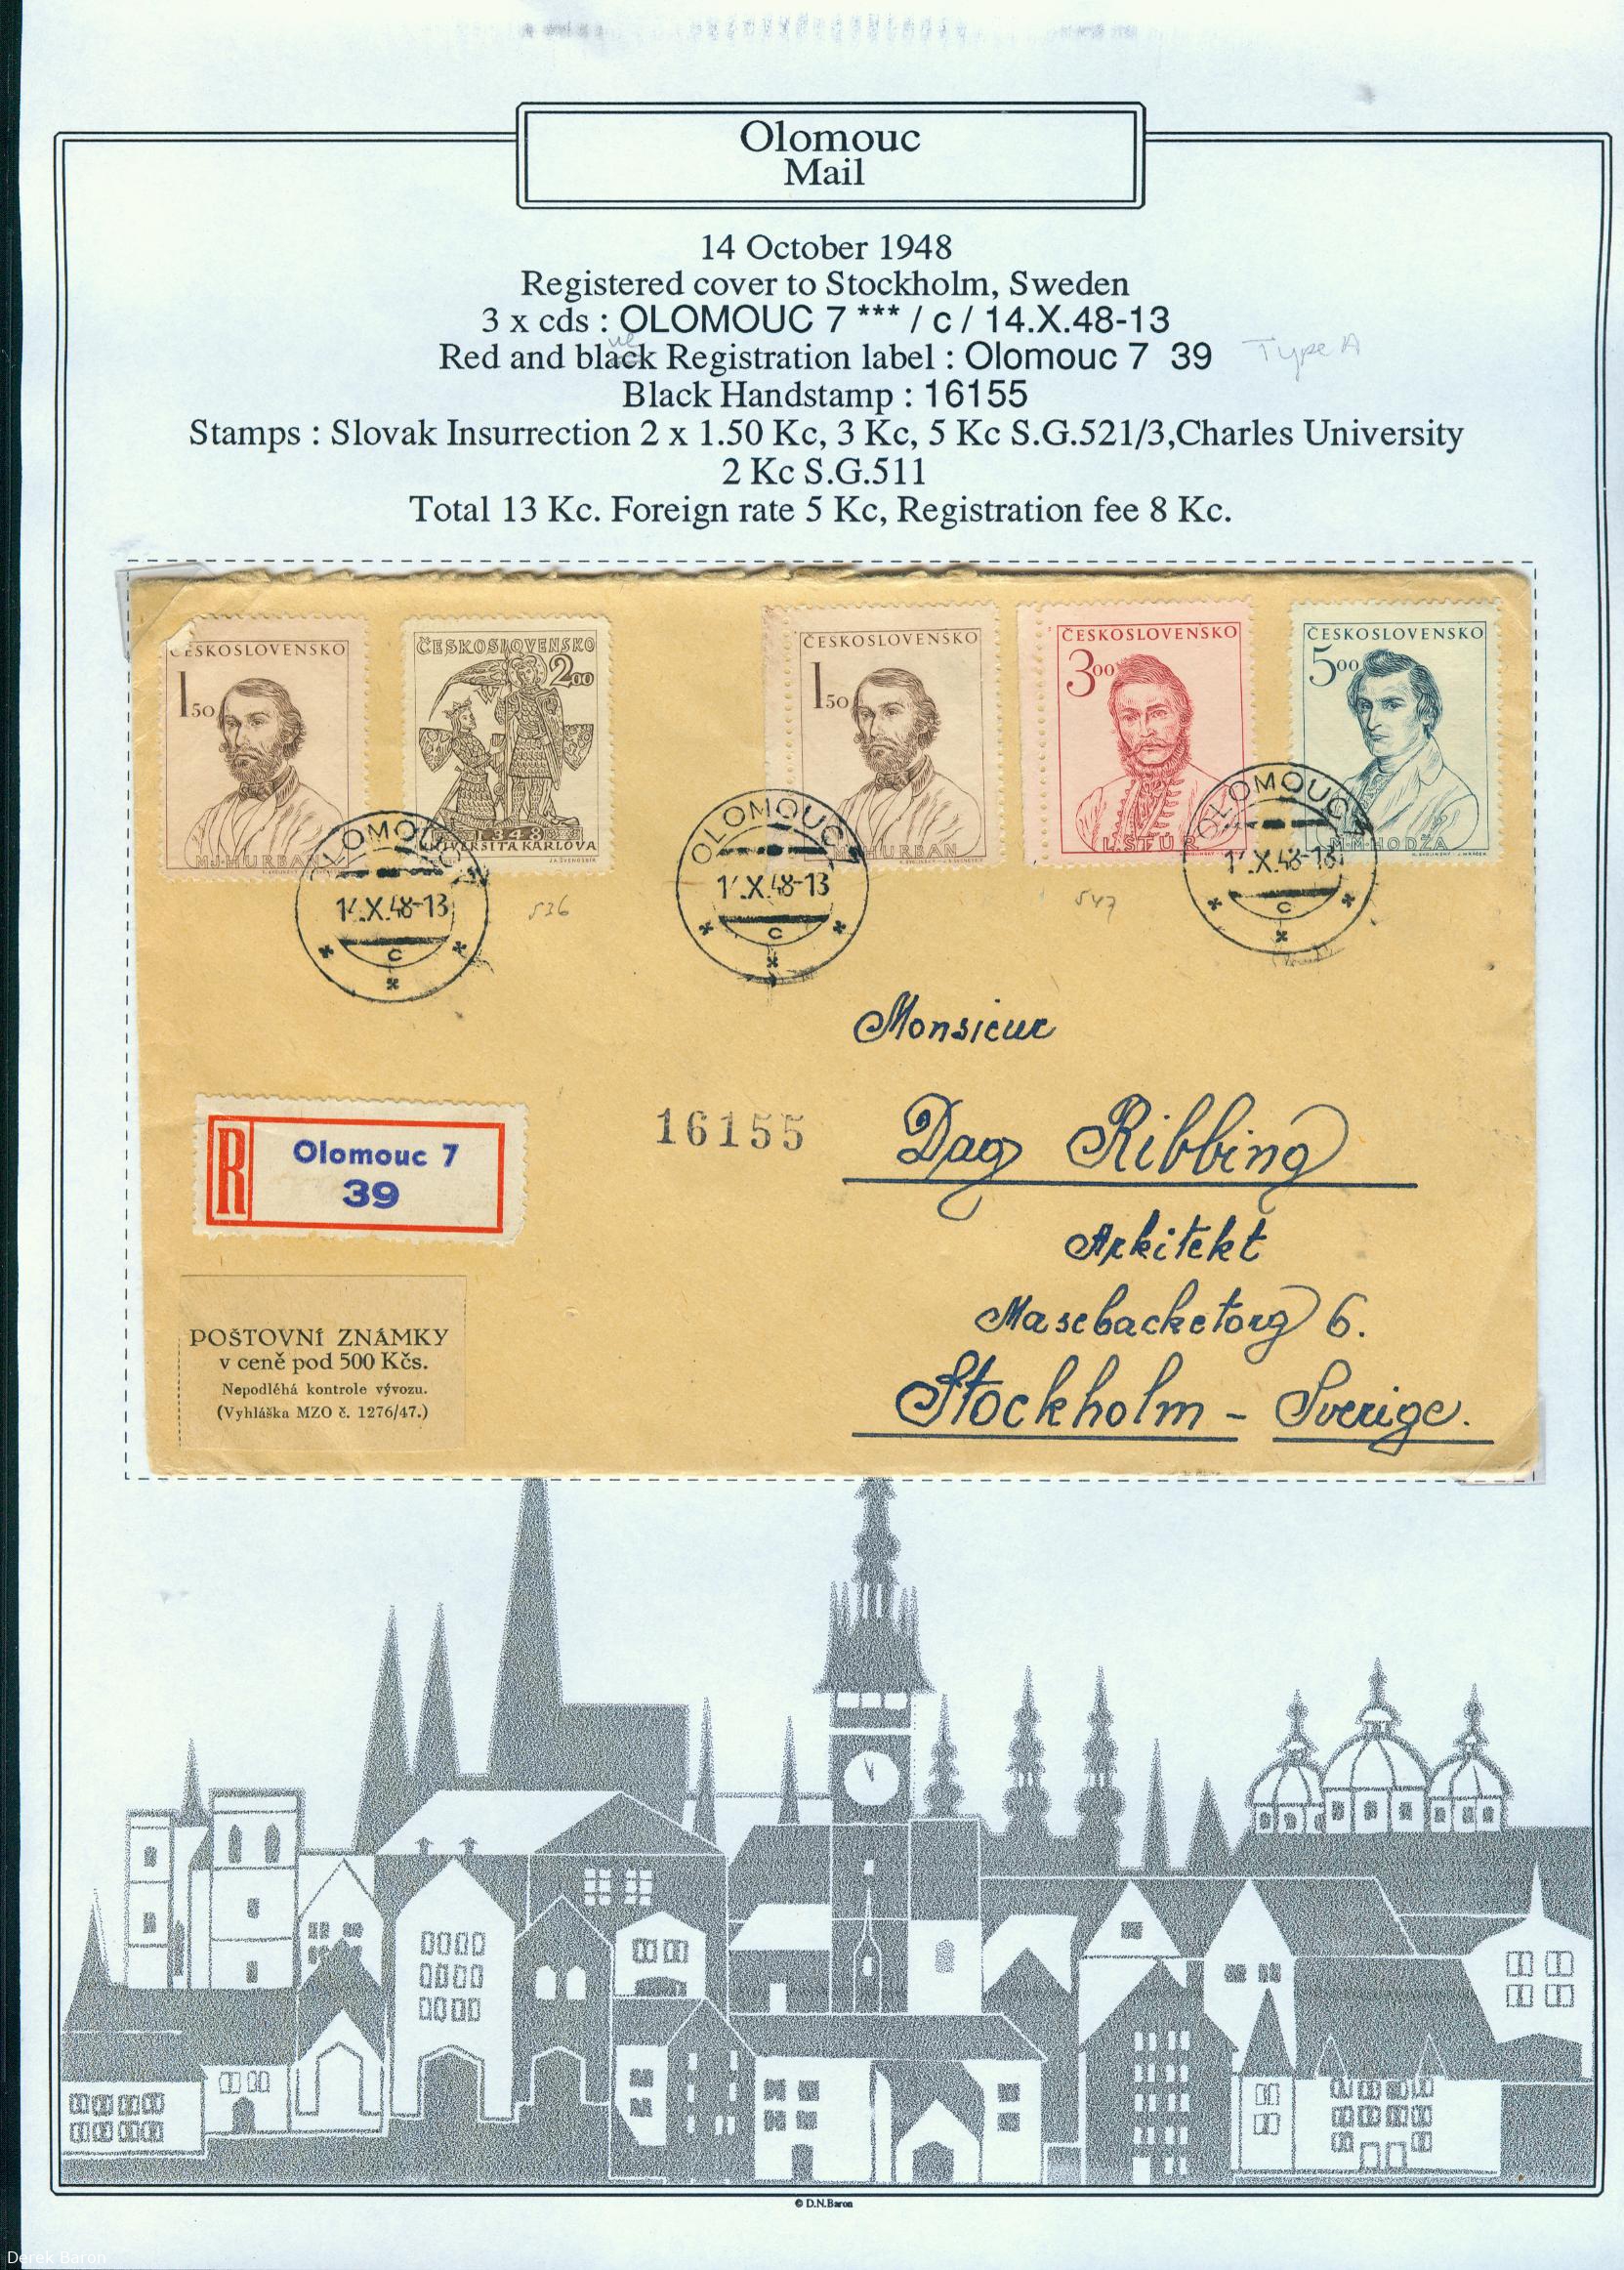 Olomouc
Mail
14 October 1948
Registered cover to Stockholm, Sweden
3 x cds : OLOMOUC 7 *** / c / 14.X.48-13
ue
Red and black Registration label : Olomouc 7 39 Type A
Black Handstamp : 16155
Stamps : Slovak Insurrection 2 x 1.50 Kc, 3 Kc, 5 Kc S.G.521/3,Charles University
2 Kc S.G.511
Total 13 Kc. Foreign rate 5 Kc, Registration fee 8 Kc.
ČESKOSLOVENSKO
1 50
M.J.HURBAN
ČESKOSLOVENSKO
2 00
1348
UNIVERSITA KARLOVA
ČESKOSLOVENSKO
1 50
HURBAN
ČESKOSLOVENSKO
3 00
L.ŠTÚR
ČESKOSLOVENSKO
5 00
M.M.HODŽA
OLOMOUC 7
14.X.48-13
c
OLOMOUC 7
14.X.48-13
c
OLOMOUC 7
14.X.48-13
c
536
547
Monsieur
Dag Ribbing
Arkitekt
Masebacketorg 6.
Stockholm - Sverige.
16155
R
Olomouc 7
39
POŠTOVNÍ ZNÁMKY
v ceně pod 500 Kčs.
Nepodléhá kontrole vývozu.
(Vyhláška MZO č. 1276/47.)
© D.N.Baron
Derek Baron